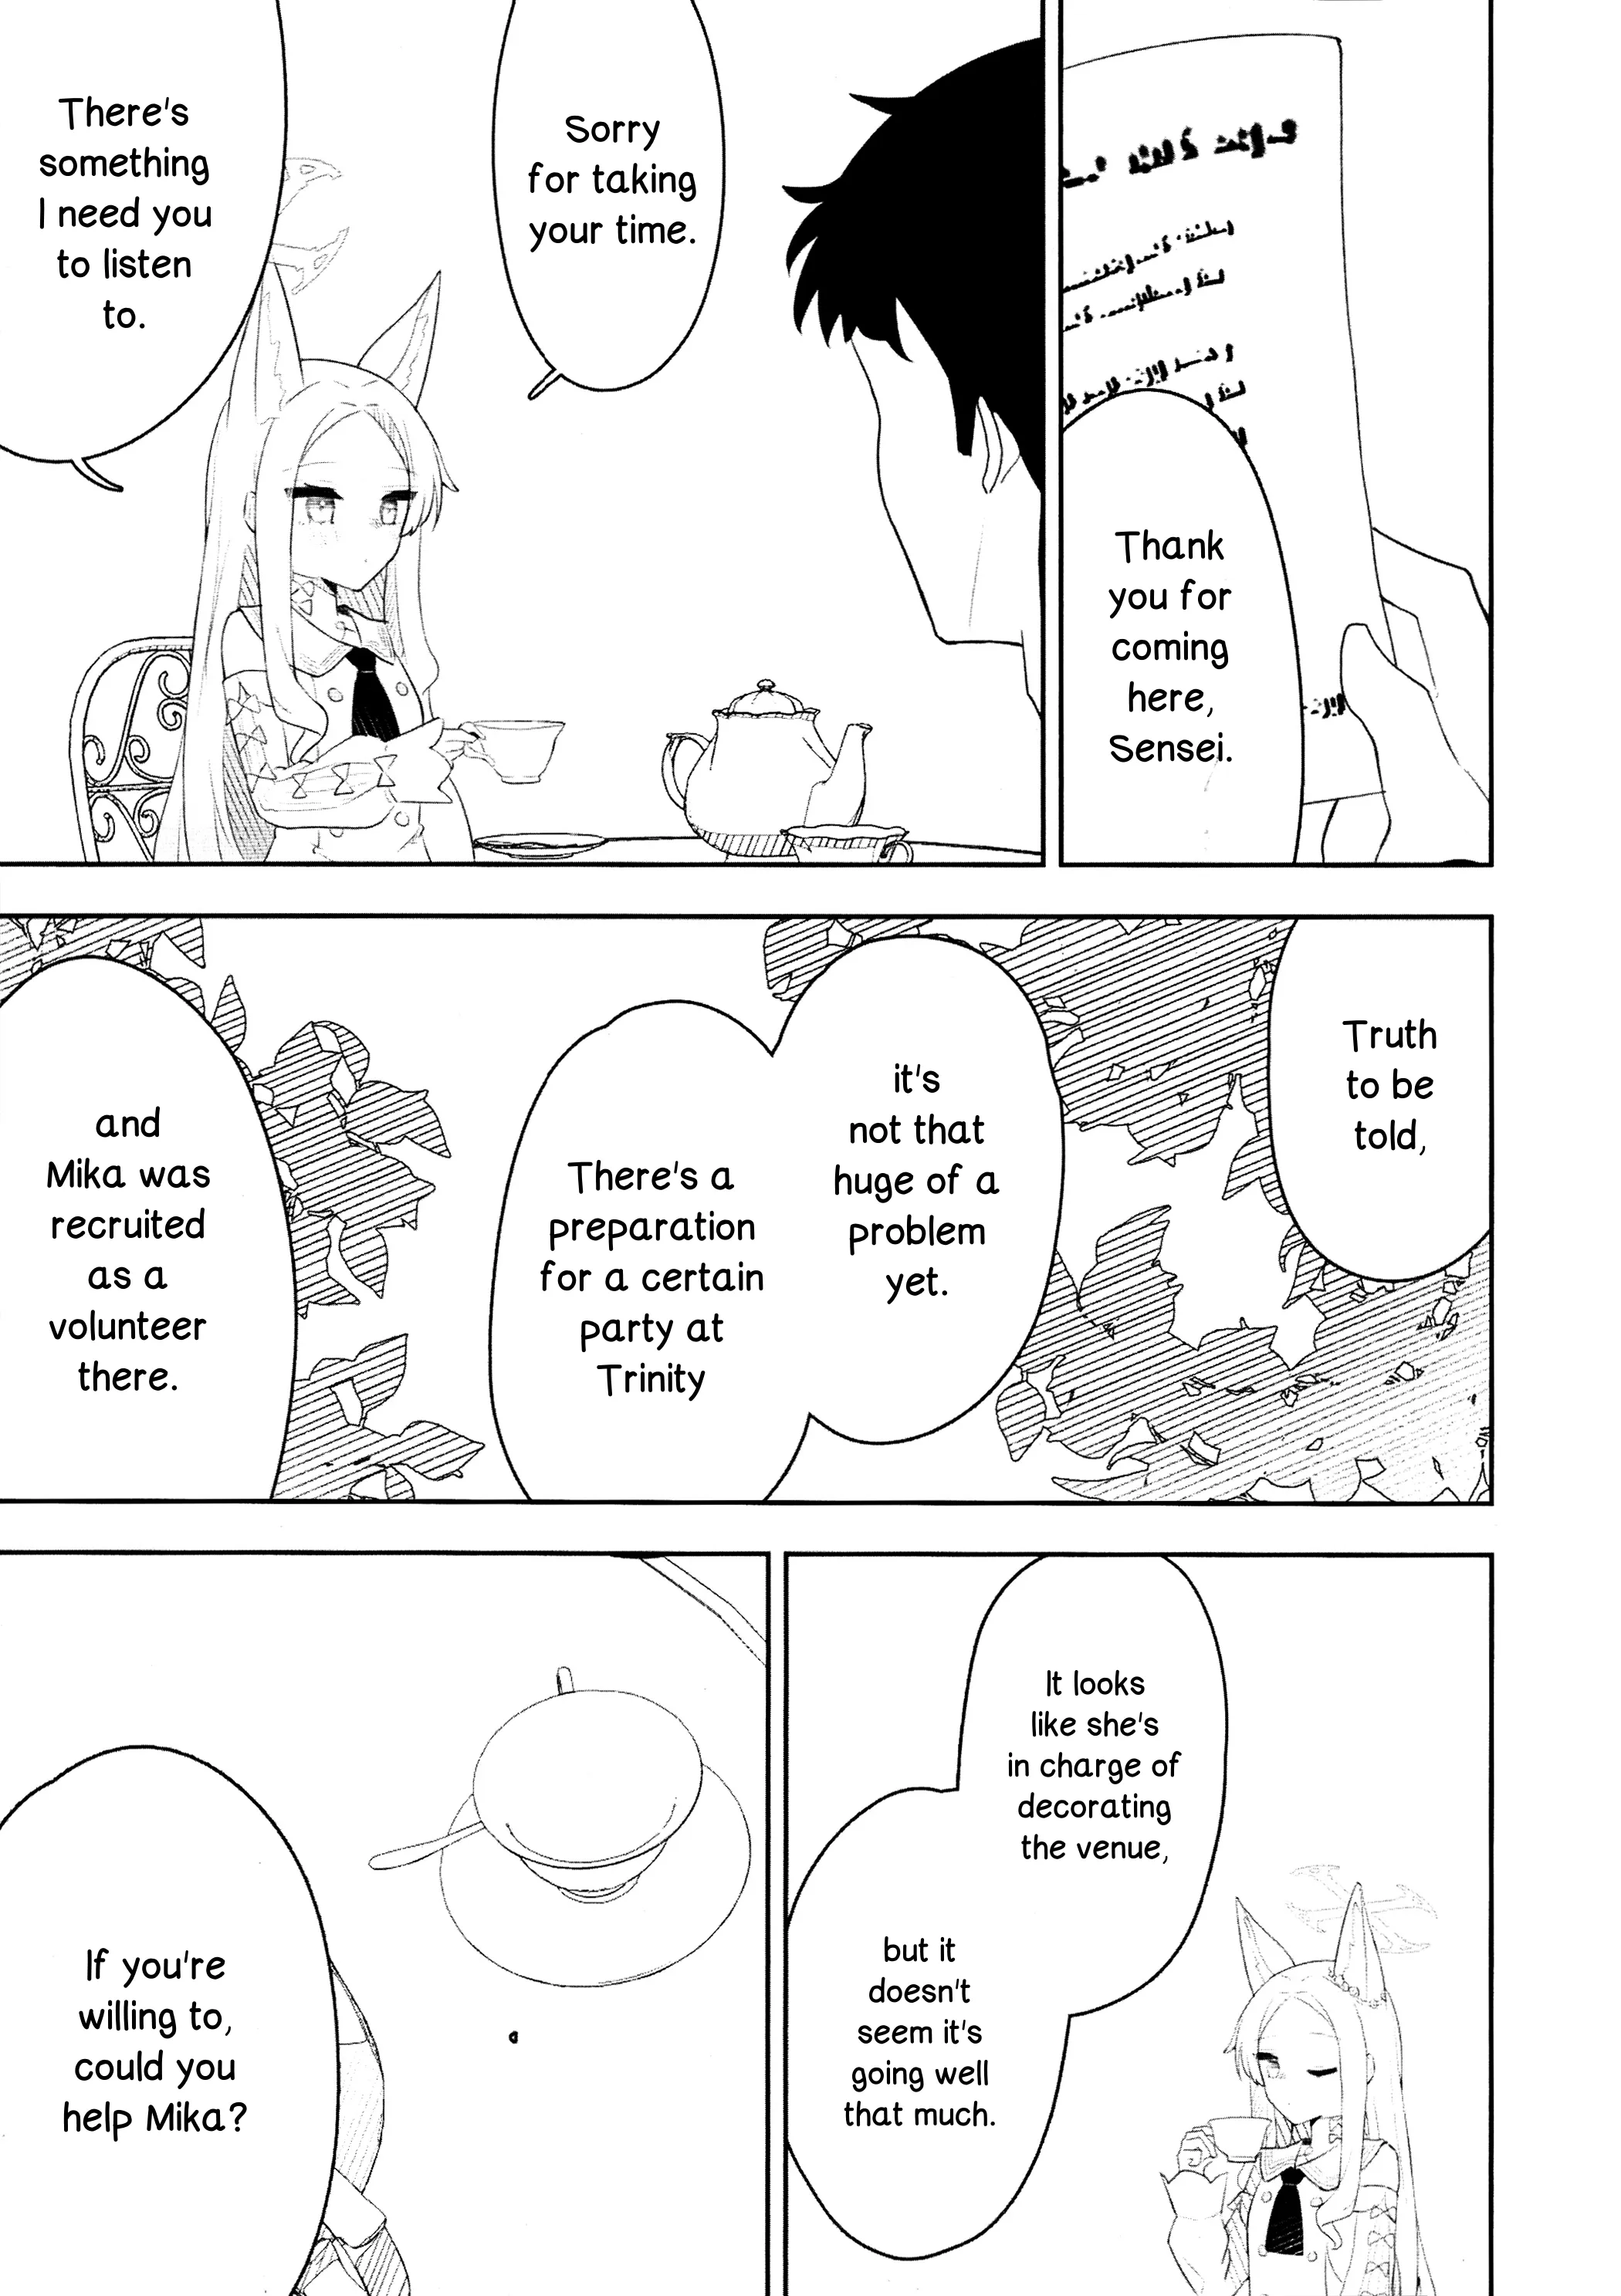 Thank
you for
coming
here,
Sensei.
Sorry
for taking
your time.
There's
something
I need you
to listen
to.
Truth
to be
told,
it's
not that
huge of a
problem
yet.
There's a
preparation
for a certain
party at
Trinity
and
Mika was
recruited
as a
volunteer
there.
It looks
like she's
in charge of
decorating
the venue,
but it
doesn't
seem it's
going well
that much.
If you're
willing to,
could you
help Mika?